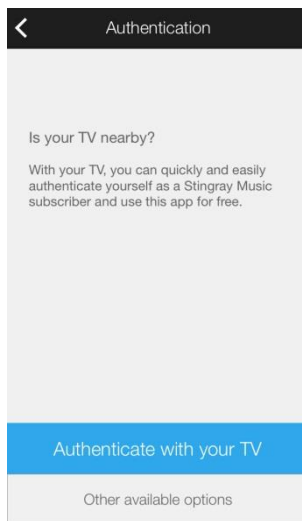 Authentication
Is your TV nearby?
With your TV, you can quickly and easily
authenticate yourself as a Stingray Music
subscriber and use this app for free.
Authenticate with your TV
Other available options